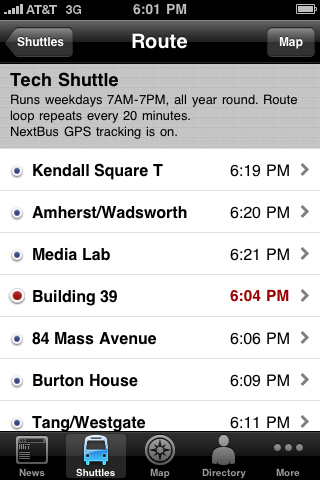 AT&T 3G 6:01 PM
Shuttles Route Map
Tech Shuttle
Runs weekdays 7AM-7PM, all year round. Route
loop repeats every 20 minutes.
NextBus GPS tracking is on.
Kendall Square T 6:19 PM
Amherst/Wadsworth 6:20 PM
Media Lab 6:21 PM
Building 39 6:04 PM
84 Mass Avenue 6:06 PM
Burton House 6:09 PM
Tang/Westgate 6:11 PM
News Shuttles Map Directory More